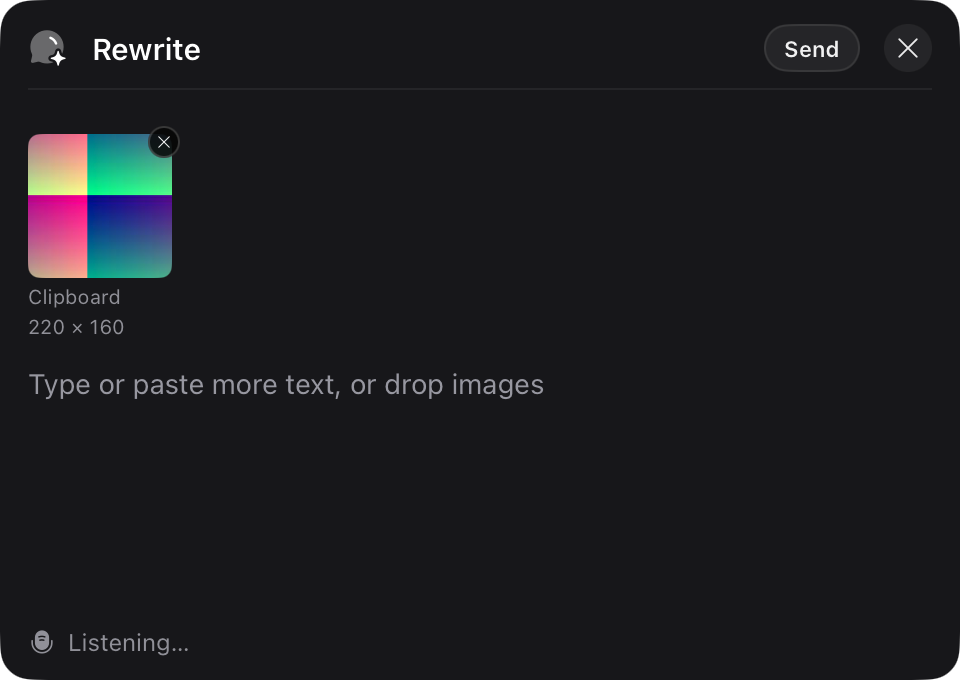 Rewrite
Send
Clipboard
220 × 160
Type or paste more text, or drop images
Listening...